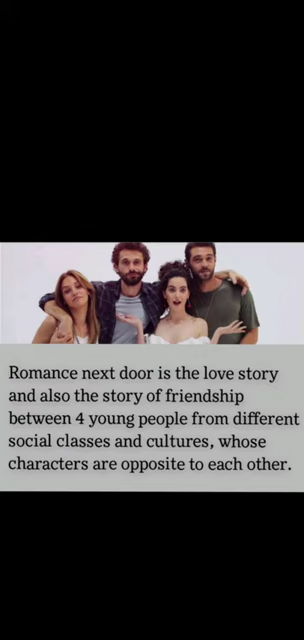 Romance next door is the love story
and also the story of friendship
between 4 young people from different
social classes and cultures, whose
characters are opposite to each other.